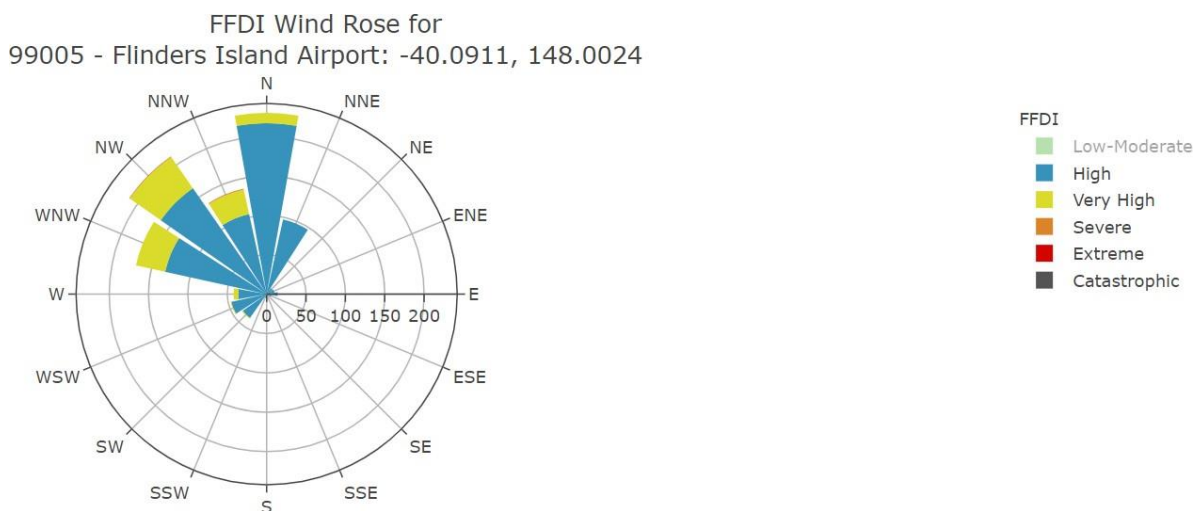 FFDI Wind Rose for
99005 - Flinders Island Airport: -40.0911, 148.0024
N
NNW
NNE
NW
NE
WNW
ENE
W
E
0 50 100 150 200
WSW
ESE
SW
SE
SSW
SSE
S
FFDI
Low-Moderate
High
Very High
Severe
Extreme
Catastrophic